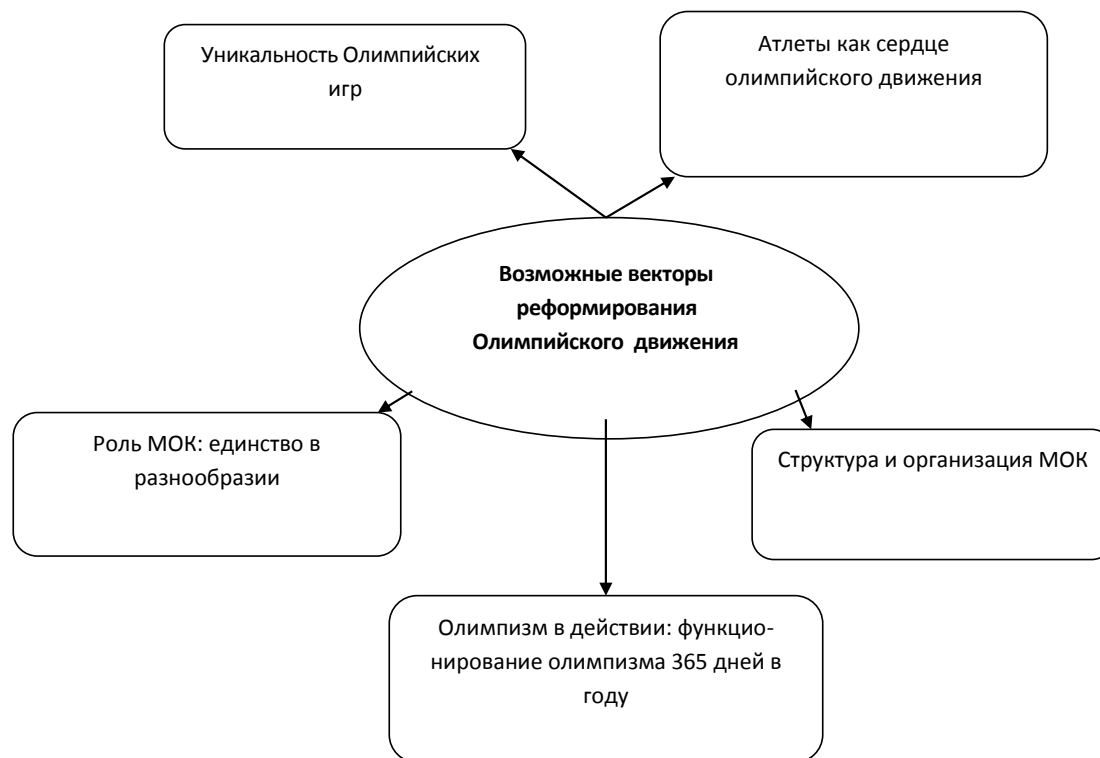 Уникальность Олимпийских
игр
Атлеты как сердце
олимпийского движения
Возможные векторы
реформирования
Олимпийского  движения
Роль МОК: единство в
разнообразии
Структура и организация МОК
Олимпизм в действии: функцио-
нирование олимпизма 365 дней в
году